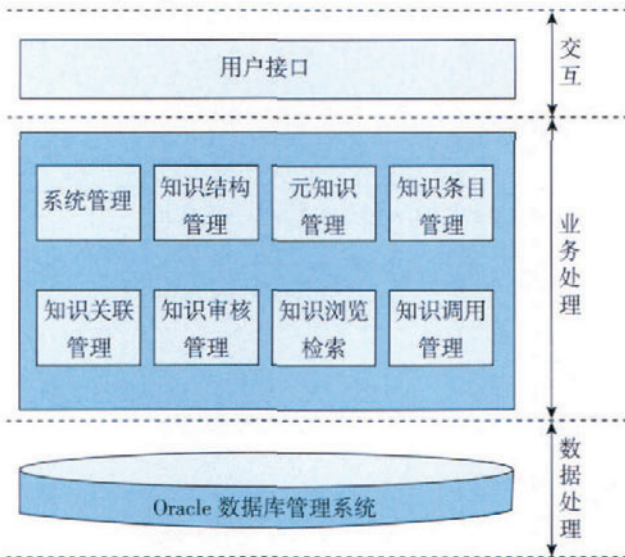 用户接口
交互
系统管理
知识结构
管理
元知识
管理
知识条目
管理
知识关联
管理
知识审核
管理
知识浏览
检索
知识调用
管理
业务处理
Oracle 数据库管理系统
数据处理